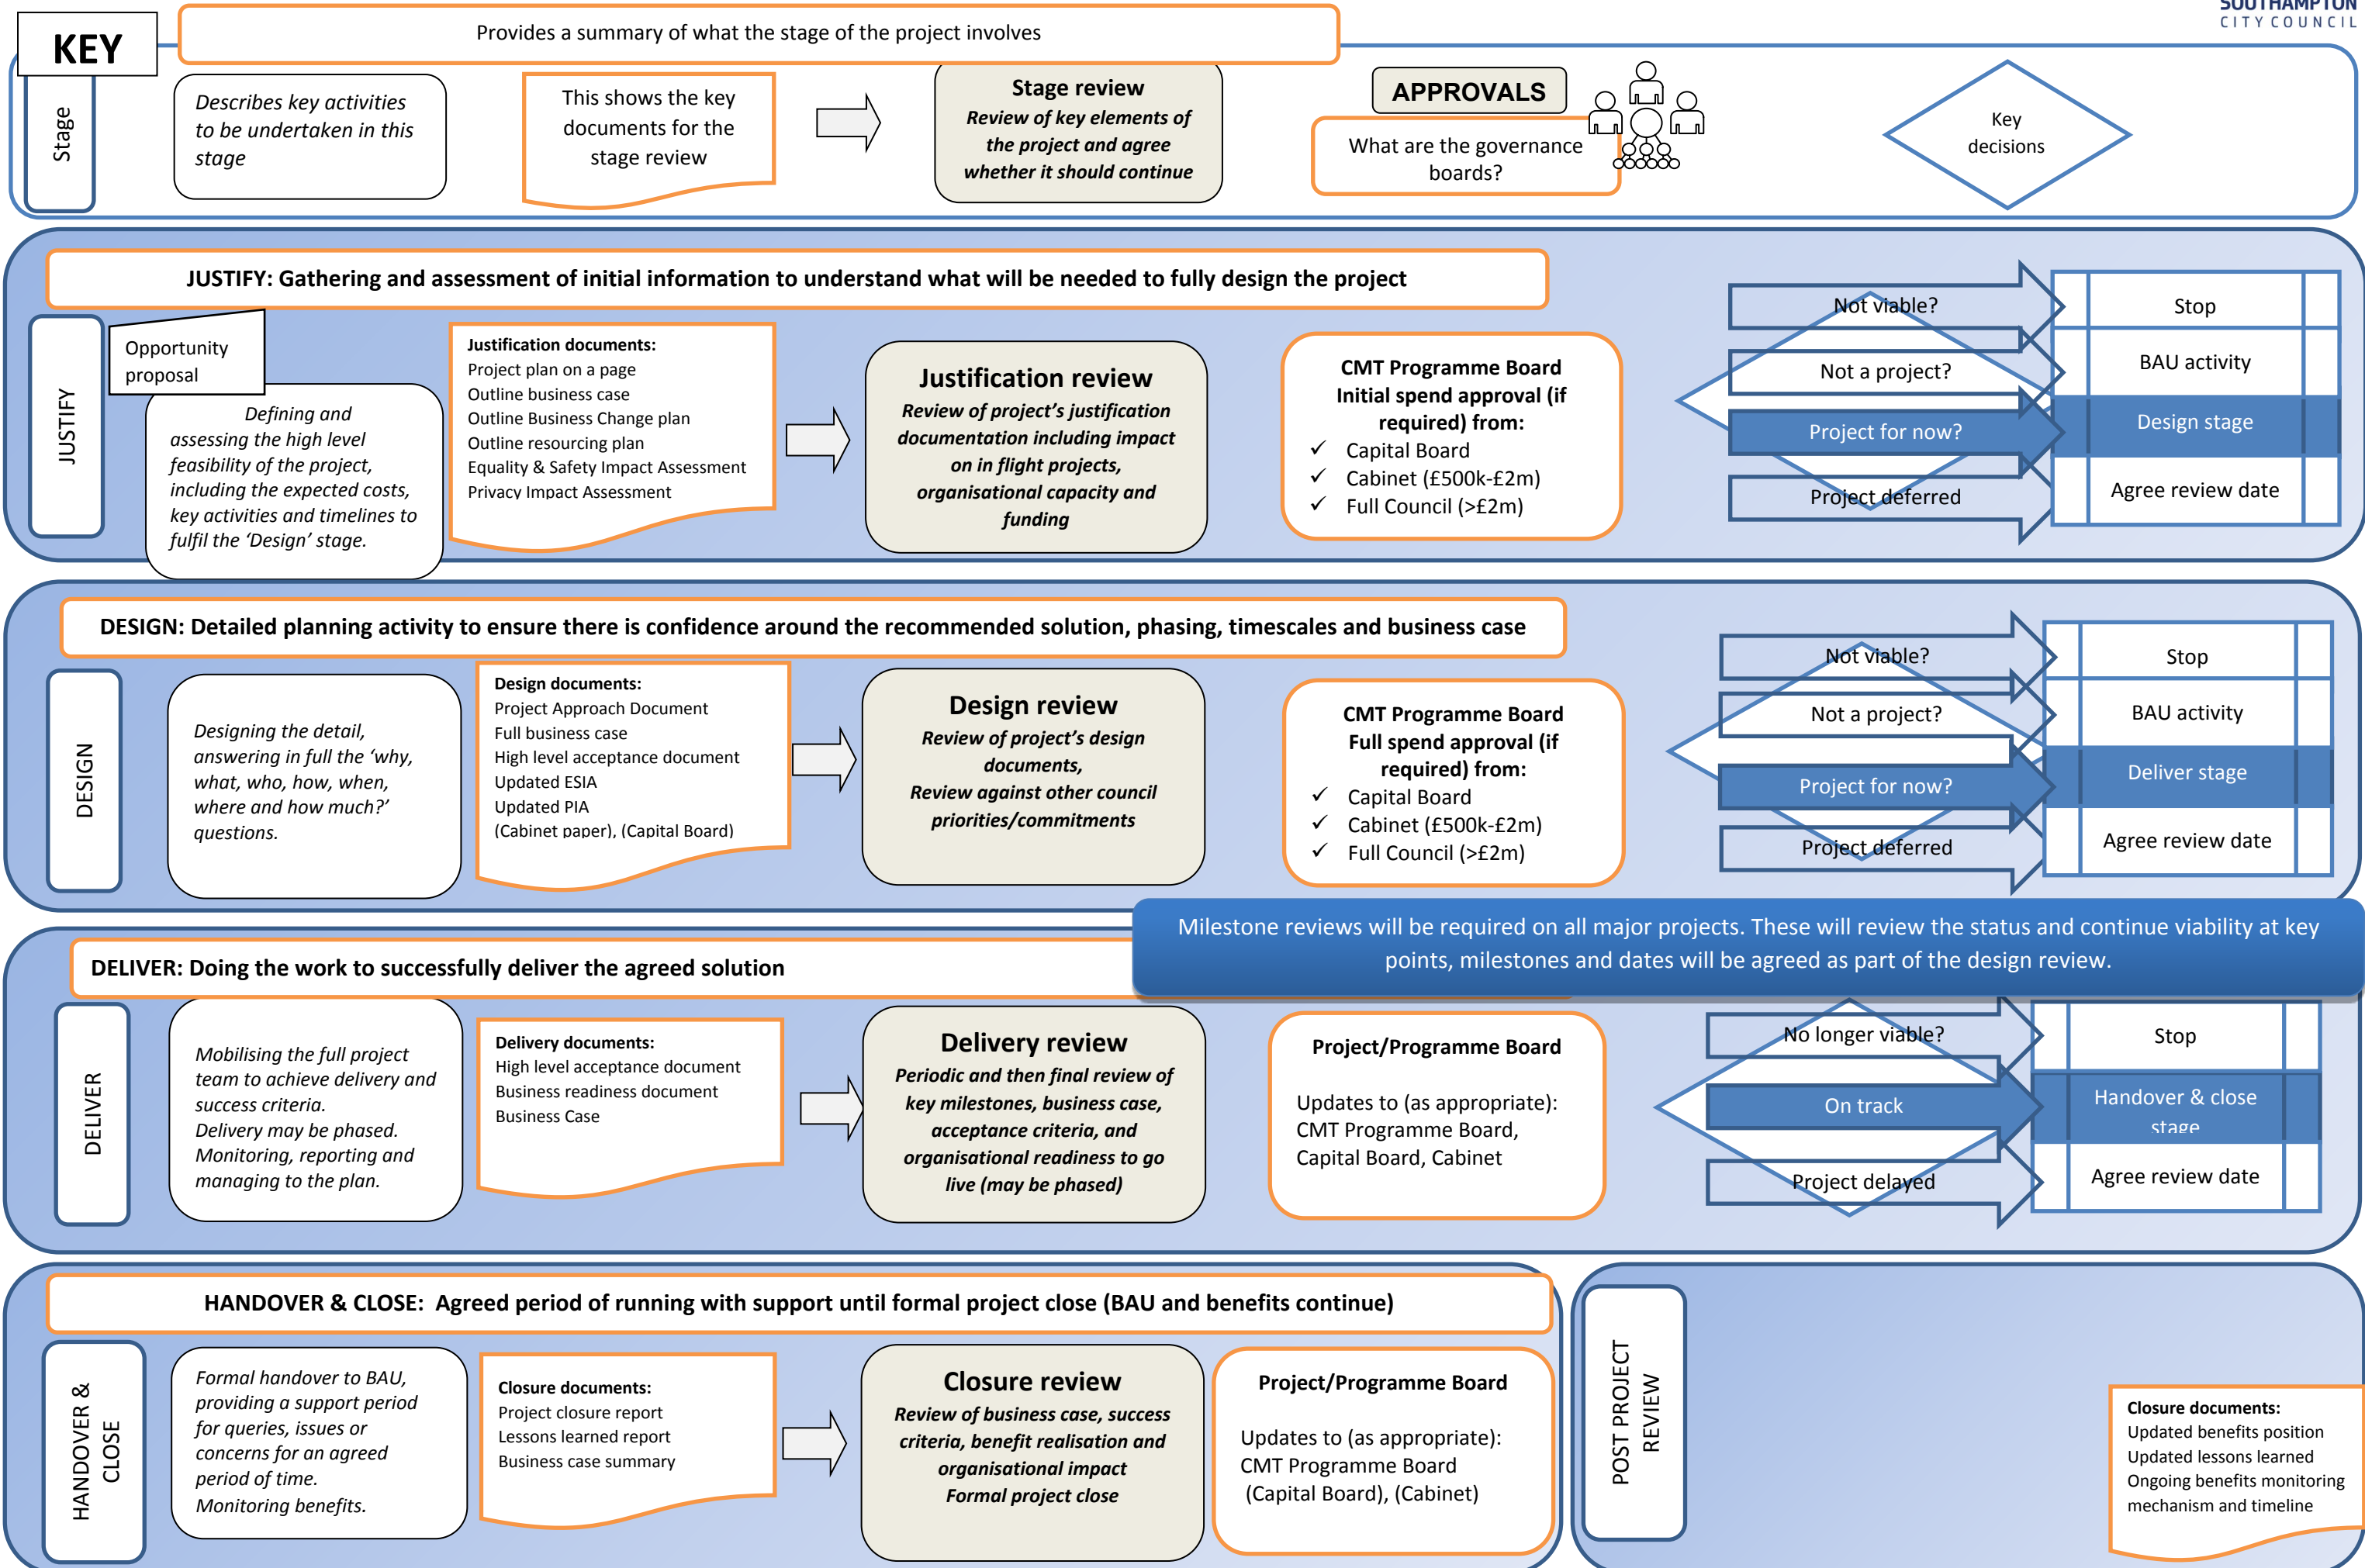 SOUTHAMPTON
CITY COUNCIL
KEY
Provides a summary of what the stage of the project involves
Stage
Describes key activities
to be undertaken in this
stage
This shows the key
documents for the
stage review
Stage review
Review of key elements of
the project and agree
whether it should continue
APPROVALS
What are the governance
boards?
Key
decisions
JUSTIFY: Gathering and assessment of initial information to understand what will be needed to fully design the project
JUSTIFY
Opportunity
proposal
Defining and
assessing the high level
feasibility of the project,
including the expected costs,
key activities and timelines to
fulfil the ‘Design’ stage.
Justification documents:
Project plan on a page
Outline business case
Outline Business Change plan
Outline resourcing plan
Equality & Safety Impact Assessment
Privacy Impact Assessment
Justification review
Review of project’s justification
documentation including impact
on in flight projects,
organisational capacity and
funding
CMT Programme Board
Initial spend approval (if
required) from:
✓ Capital Board
✓ Cabinet (£500k-£2m)
✓ Full Council (>£2m)
Not viable?
Not a project?
Project for now?
Project deferred
Stop
BAU activity
Design stage
Agree review date
DESIGN: Detailed planning activity to ensure there is confidence around the recommended solution, phasing, timescales and business case
DESIGN
Designing the detail,
answering in full the ‘why,
what, who, how, when,
where and how much?’
questions.
Design documents:
Project Approach Document
Full business case
High level acceptance document
Updated ESIA
Updated PIA
(Cabinet paper), (Capital Board)
Design review
Review of project’s design
documents,
Review against other council
priorities/commitments
CMT Programme Board
Full spend approval (if
required) from:
✓ Capital Board
✓ Cabinet (£500k-£2m)
✓ Full Council (>£2m)
Not viable?
Not a project?
Project for now?
Project deferred
Stop
BAU activity
Deliver stage
Agree review date
Milestone reviews will be required on all major projects. These will review the status and continue viability at key
points, milestones and dates will be agreed as part of the design review.
DELIVER: Doing the work to successfully deliver the agreed solution
DELIVER
Mobilising the full project
team to achieve delivery and
success criteria.
Delivery may be phased.
Monitoring, reporting and
managing to the plan.
Delivery documents:
High level acceptance document
Business readiness document
Business Case
Delivery review
Periodic and then final review of
key milestones, business case,
acceptance criteria, and
organisational readiness to go
live (may be phased)
Project/Programme Board
Updates to (as appropriate):
CMT Programme Board,
Capital Board, Cabinet
No longer viable?
On track
Project delayed
Stop
Handover & close
stage
Agree review date
HANDOVER & CLOSE: Agreed period of running with support until formal project close (BAU and benefits continue)
HANDOVER &
CLOSE
Formal handover to BAU,
providing a support period
for queries, issues or
concerns for an agreed
period of time.
Monitoring benefits.
Closure documents:
Project closure report
Lessons learned report
Business case summary
Closure review
Review of business case, success
criteria, benefit realisation and
organisational impact
Formal project close
Project/Programme Board
Updates to (as appropriate):
CMT Programme Board
(Capital Board), (Cabinet)
POST PROJECT
REVIEW
Closure documents:
Updated benefits position
Updated lessons learned
Ongoing benefits monitoring
mechanism and timeline